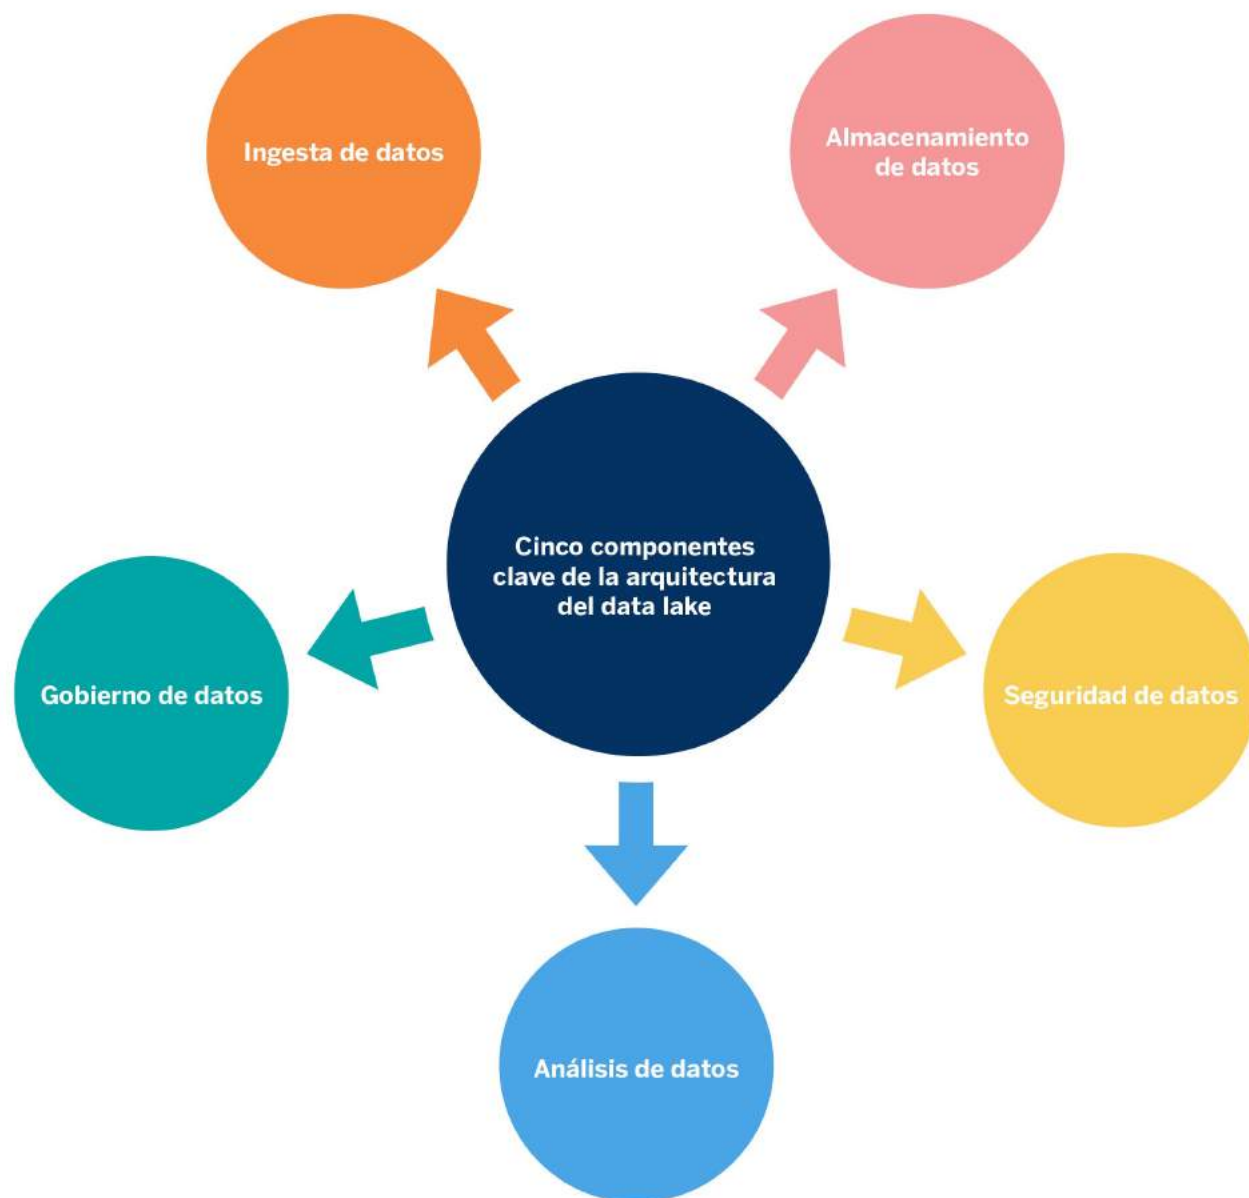 Ingesta de datos
Almacenamiento
de datos
Cinco componentes
clave de la arquitectura
del data lake
Gobierno de datos
Seguridad de datos
Análisis de datos